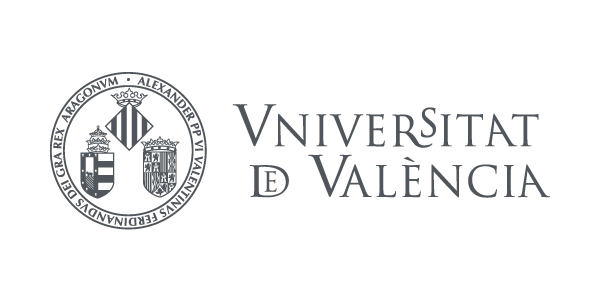 ALEXANDER PP VI VALENTINVS FERDINANDVS DEI GRA REX ARAGONVM ·
VNIVERSITAT
DE VALÈNCIA